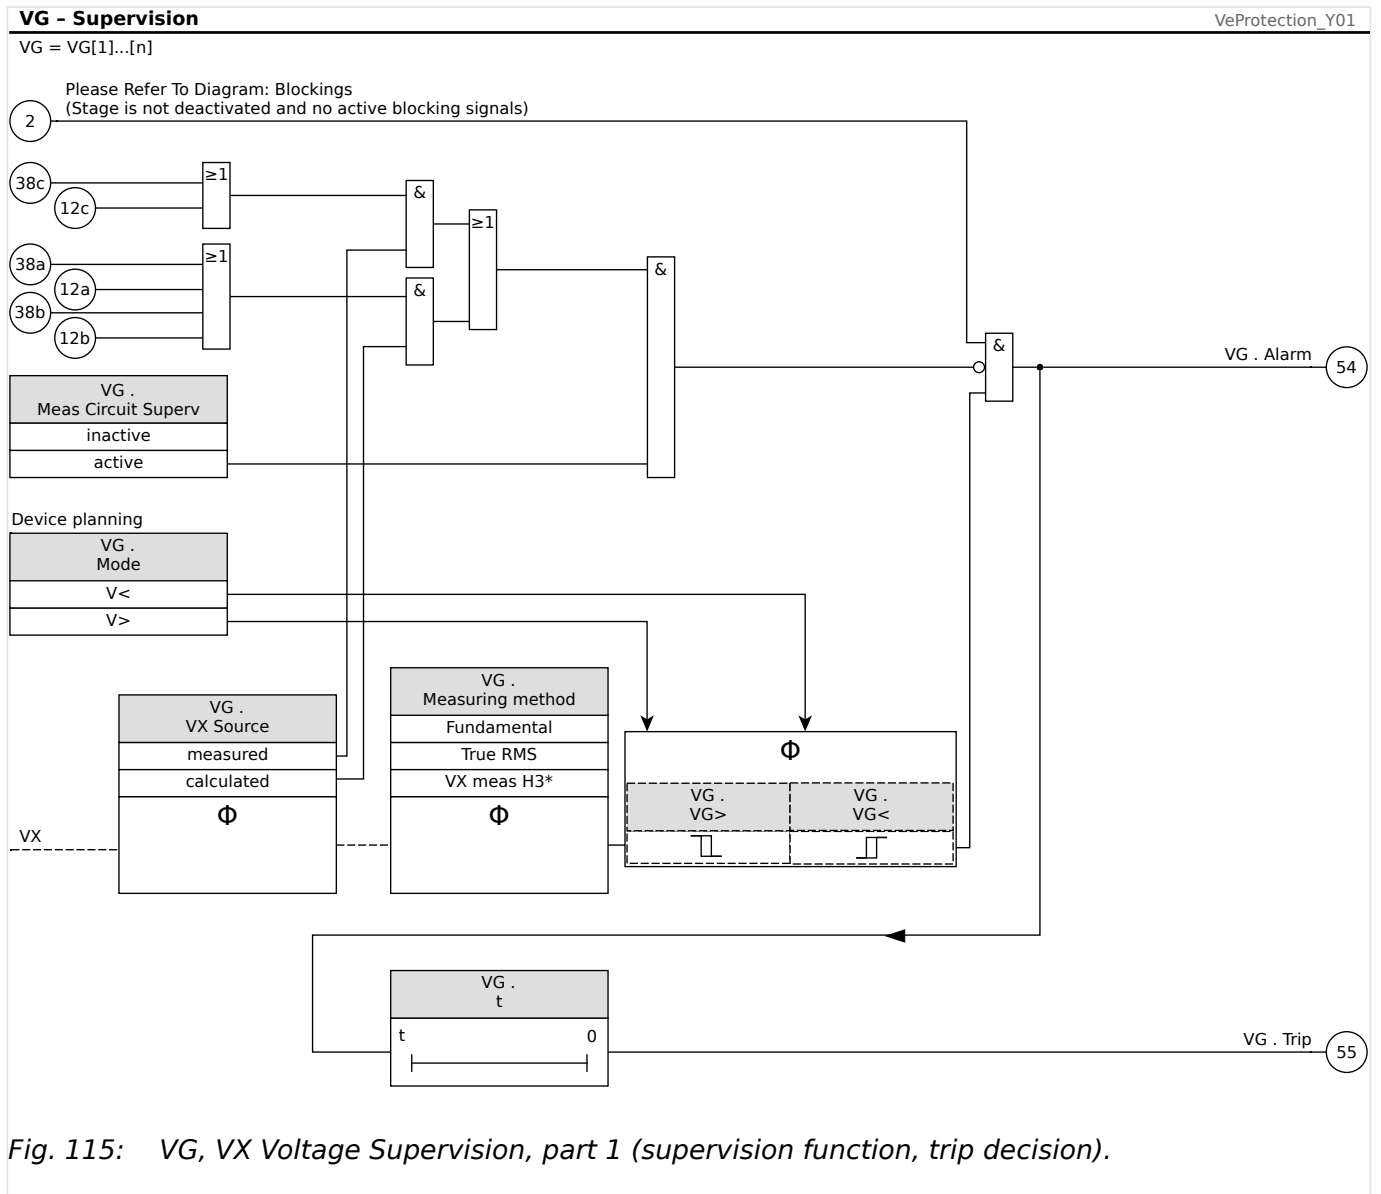 VG – Supervision
VeProtection_Y01
VG = VG[1]...[n]
Please Refer To Diagram: Blockings
(Stage is not deactivated and no active blocking signals)
2
38c
12c
≥1
&
≥1
38a
12a
38b
12b
≥1
&
&
&
VG . Alarm
54
VG .
Meas Circuit Superv
inactive
active
Device planning
VG .
Mode
V<
V>
VG .
VX Source
measured
calculated
Φ
VX
VG .
Measuring method
Fundamental
True RMS
VX meas H3*
Φ
Φ
VG .
VG>
VG .
VG<
VG .
t
t
0
VG . Trip
55
Fig. 115: VG, VX Voltage Supervision, part 1 (supervision function, trip decision).